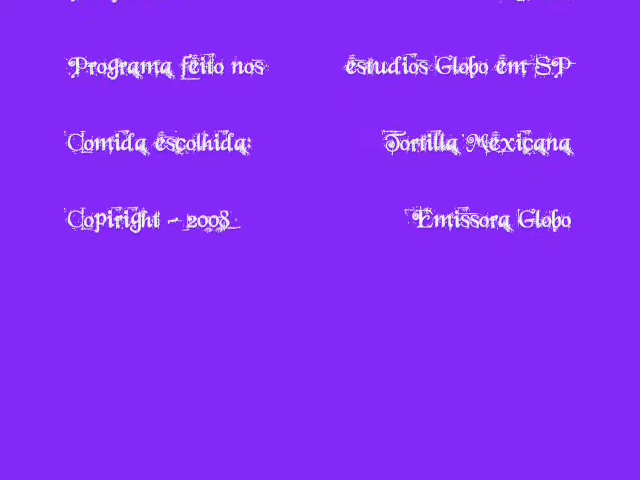 Programa feito nos estudios Globo em SP
Comida escolhida: Tortilla Mexicana
Copiright - 2008 Emissora Globo